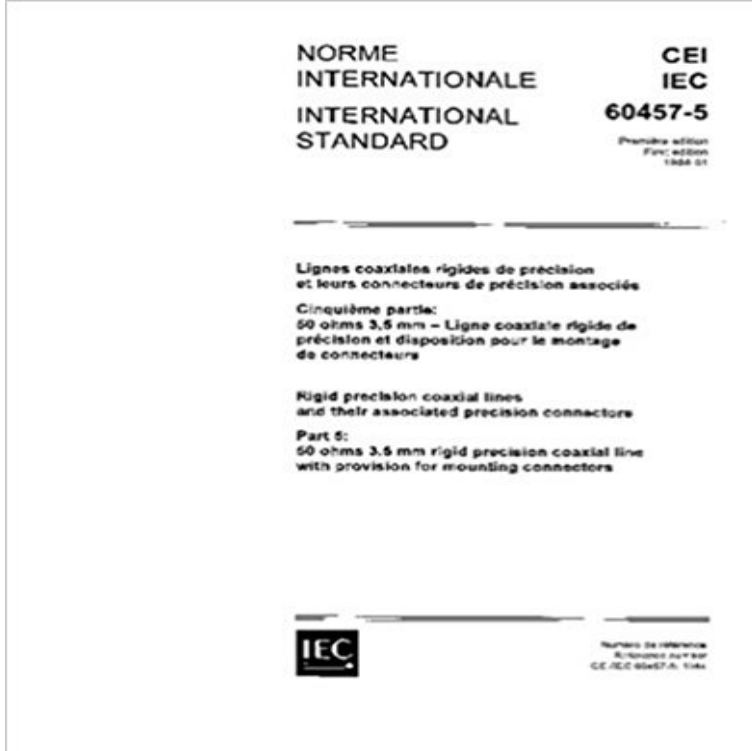 NORME
INTERNATIONALE
INTERNATIONAL
STANDARD
CEI
IEC
60457-5
Première édition
First edition
Lignes coaxiales rigides de précision
et leurs connecteurs de précision associés
Cinquième partie:
50 ohms 3,5 mm – Ligne coaxiale rigide de
précision et disposition pour le montage
de connecteurs
Rigid precision coaxial lines
and their associated precision connectors
Part 5:
50 ohms 3.5 mm rigid precision coaxial line
with provision for mounting connectors
IEC
Numéro de référence
Reference number